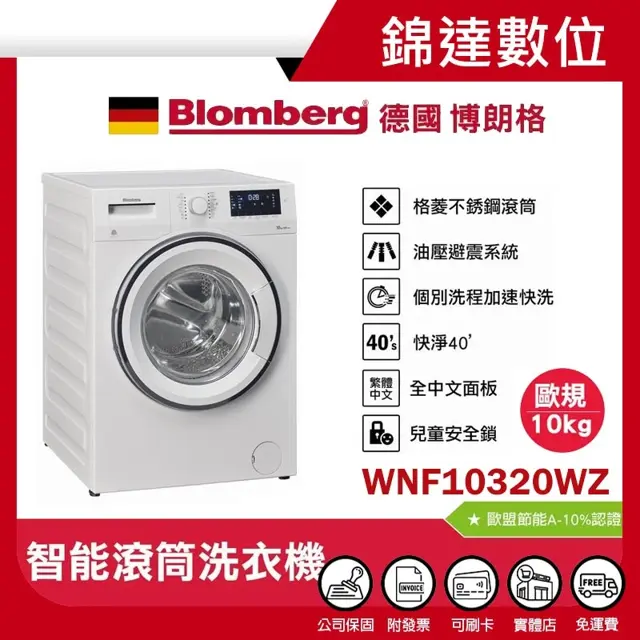 錦達數位
Blomberg® 德國 博朗格
Blomberg
格菱不銹鋼滾筒
油壓避震系統
個別洗程加速快洗
40's 快淨40'
繁體中文 全中文面板
兒童安全鎖
歐規
10kg
WNF10320WZ
★ 歐盟節能A-10%認證
智能滾筒洗衣機
INVOICE
FREE
公司保固 附發票 可刷卡 實體店 免運費